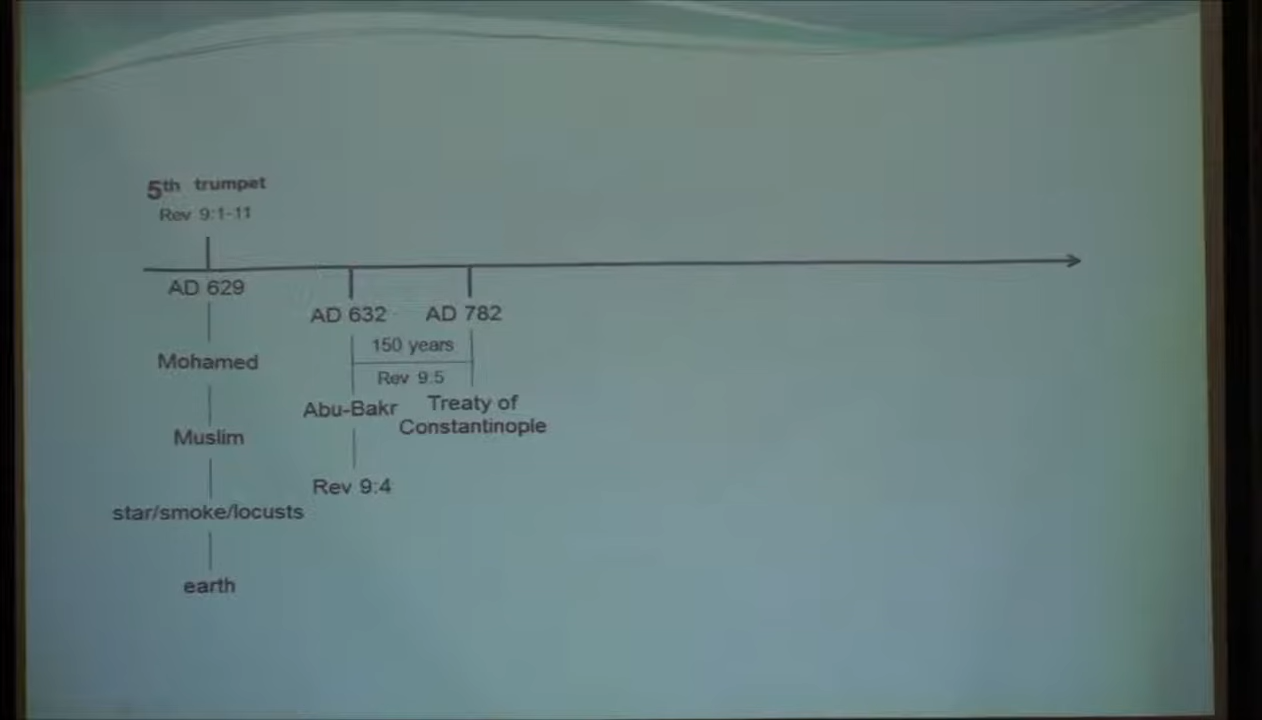 5th trumpet
Rev 9:1-11
AD 629
AD 632
AD 782
150 years
Rev 9:5
Mohamed
Abu-Bakr
Treaty of
Constantinople
Muslim
Rev 9:4
star/smoke/locusts
earth